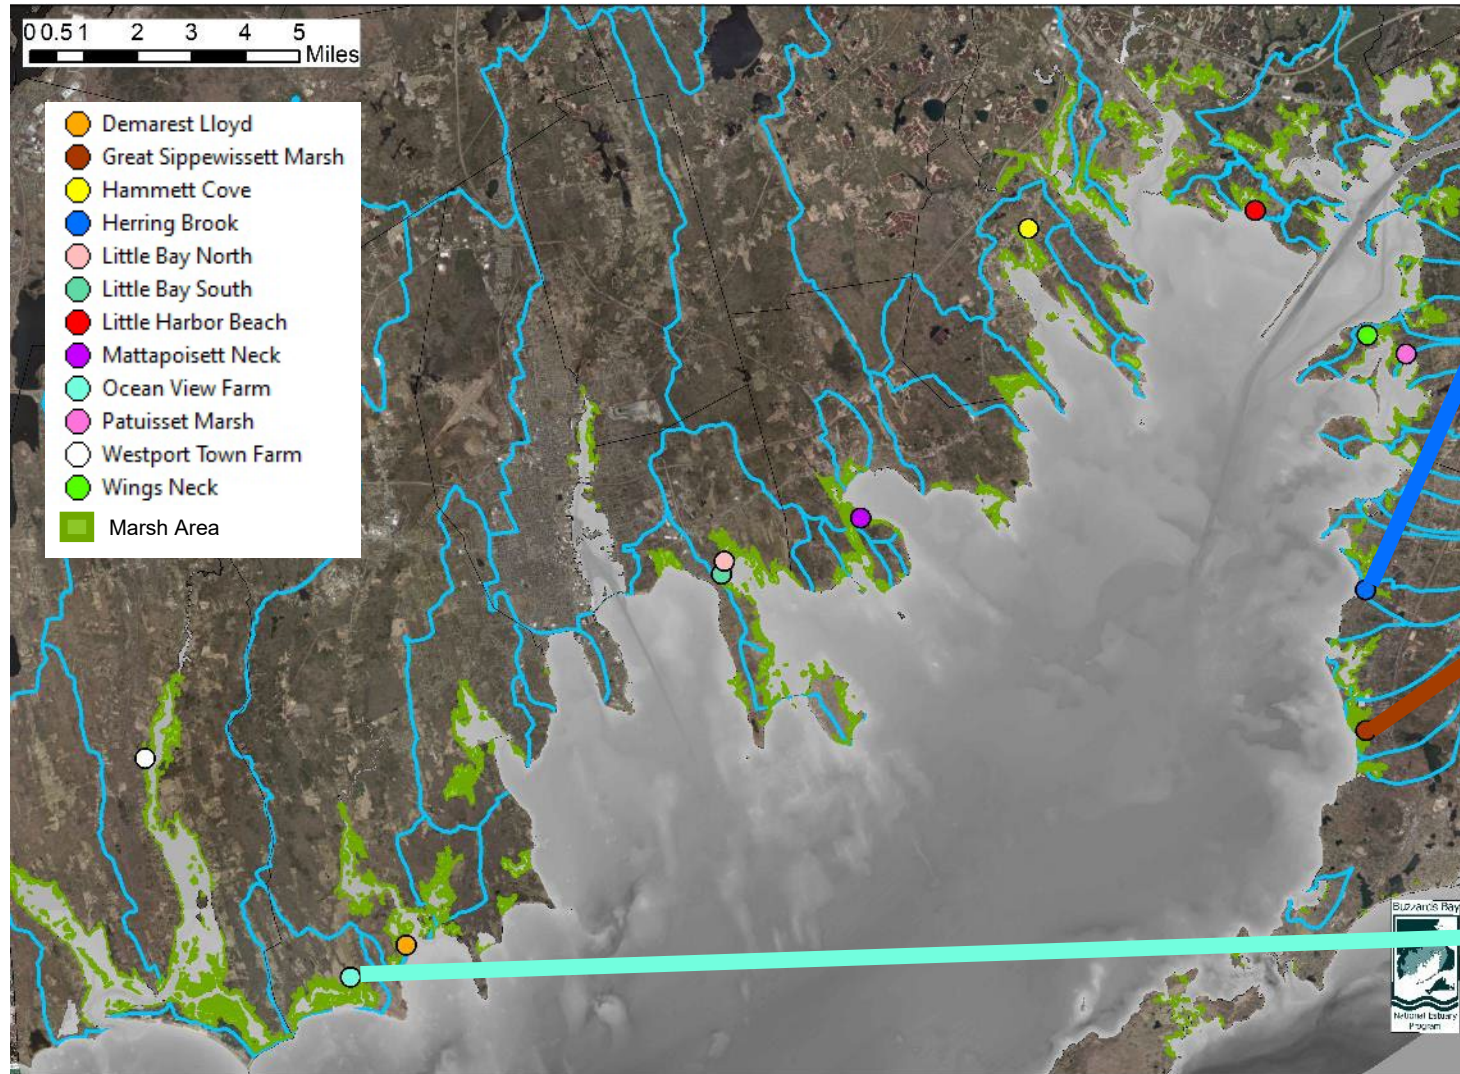 0 0.5 1 2 3 4 5
Miles
Demarest Lloyd
Great Sippewissett Marsh
Hammett Cove
Herring Brook
Little Bay North
Little Bay South
Little Harbor Beach
Mattapoisett Neck
Ocean View Farm
Patuisset Marsh
Westport Town Farm
Wings Neck
Marsh Area
Buzzards Bay
National Estuary
Program